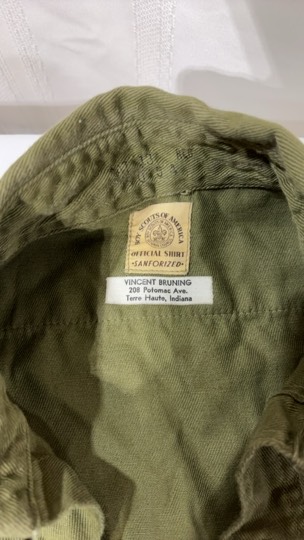 BOY SCOUTS OF AMERICA
OFFICIAL SHIRT
·SANFORIZED·
VINCENT BRUNING
208 Potomac Ave.
Terre Haute, Indiana